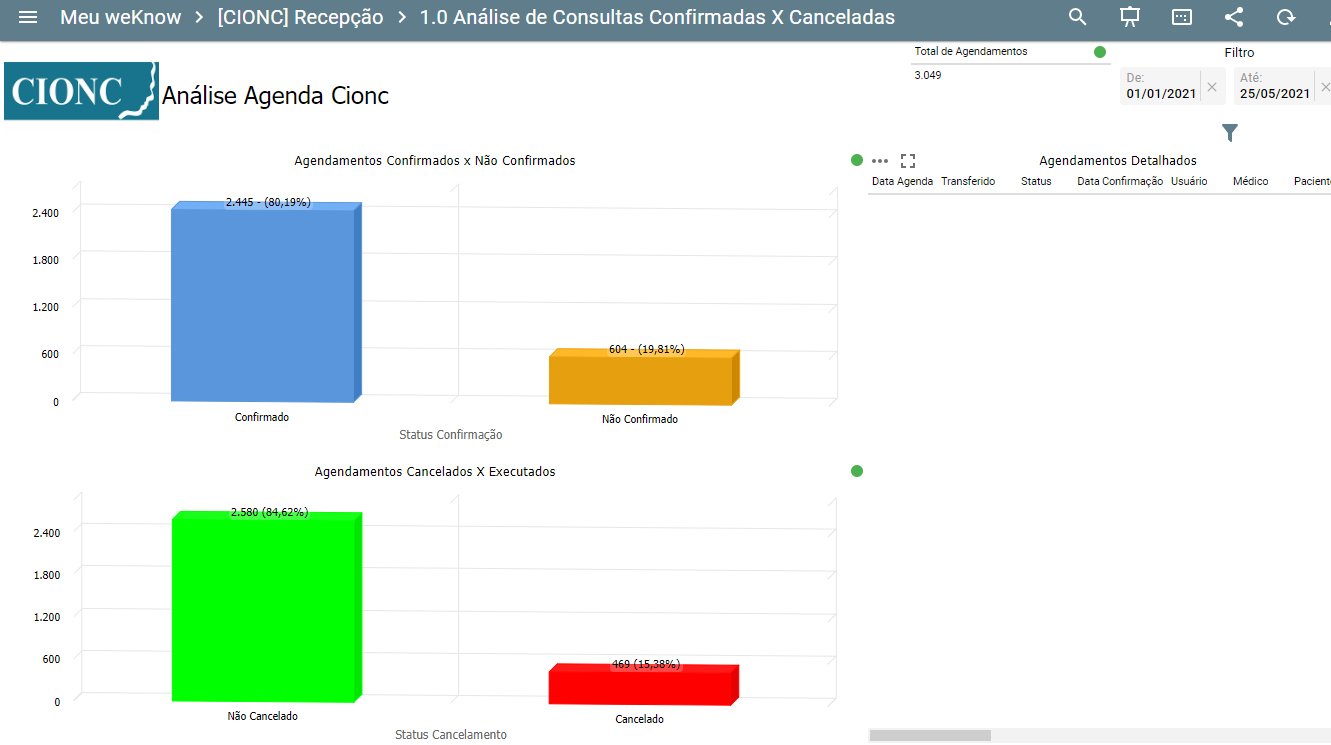 Meu weKnow > [CIONC] Recepção > 1.0 Análise de Consultas Confirmadas X Canceladas
Total de Agendamentos
3.049
Filtro
De:
01/01/2021
Até:
25/05/2021
CIONC
Análise Agenda Cionc
Agendamentos Confirmados x Não Confirmados
2.400
1.800
1.200
600
0
2.445 - (80,19%)
604 - (19,81%)
Confirmado
Não Confirmado
Status Confirmação
Agendamentos Detalhados
Data Agenda Transferido Status Data Confirmação Usuário Médico Paciente
Agendamentos Cancelados X Executados
2.400
1.800
1.200
600
0
2.580 (84,62%)
469 (15,38%)
Não Cancelado
Cancelado
Status Cancelamento